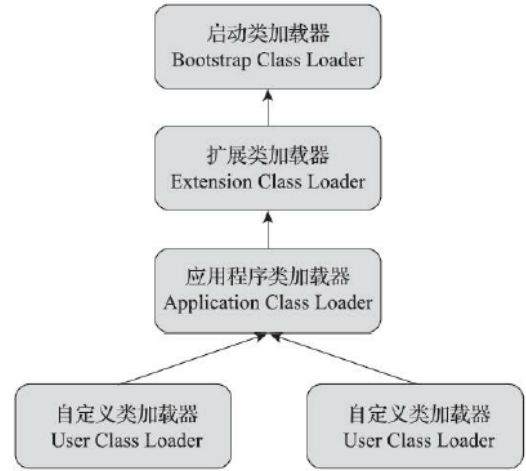 启动类加载器
Bootstrap Class Loader
扩展类加载器
Extension Class Loader
应用程序类加载器
Application Class Loader
自定义类加载器
User Class Loader
自定义类加载器
User Class Loader